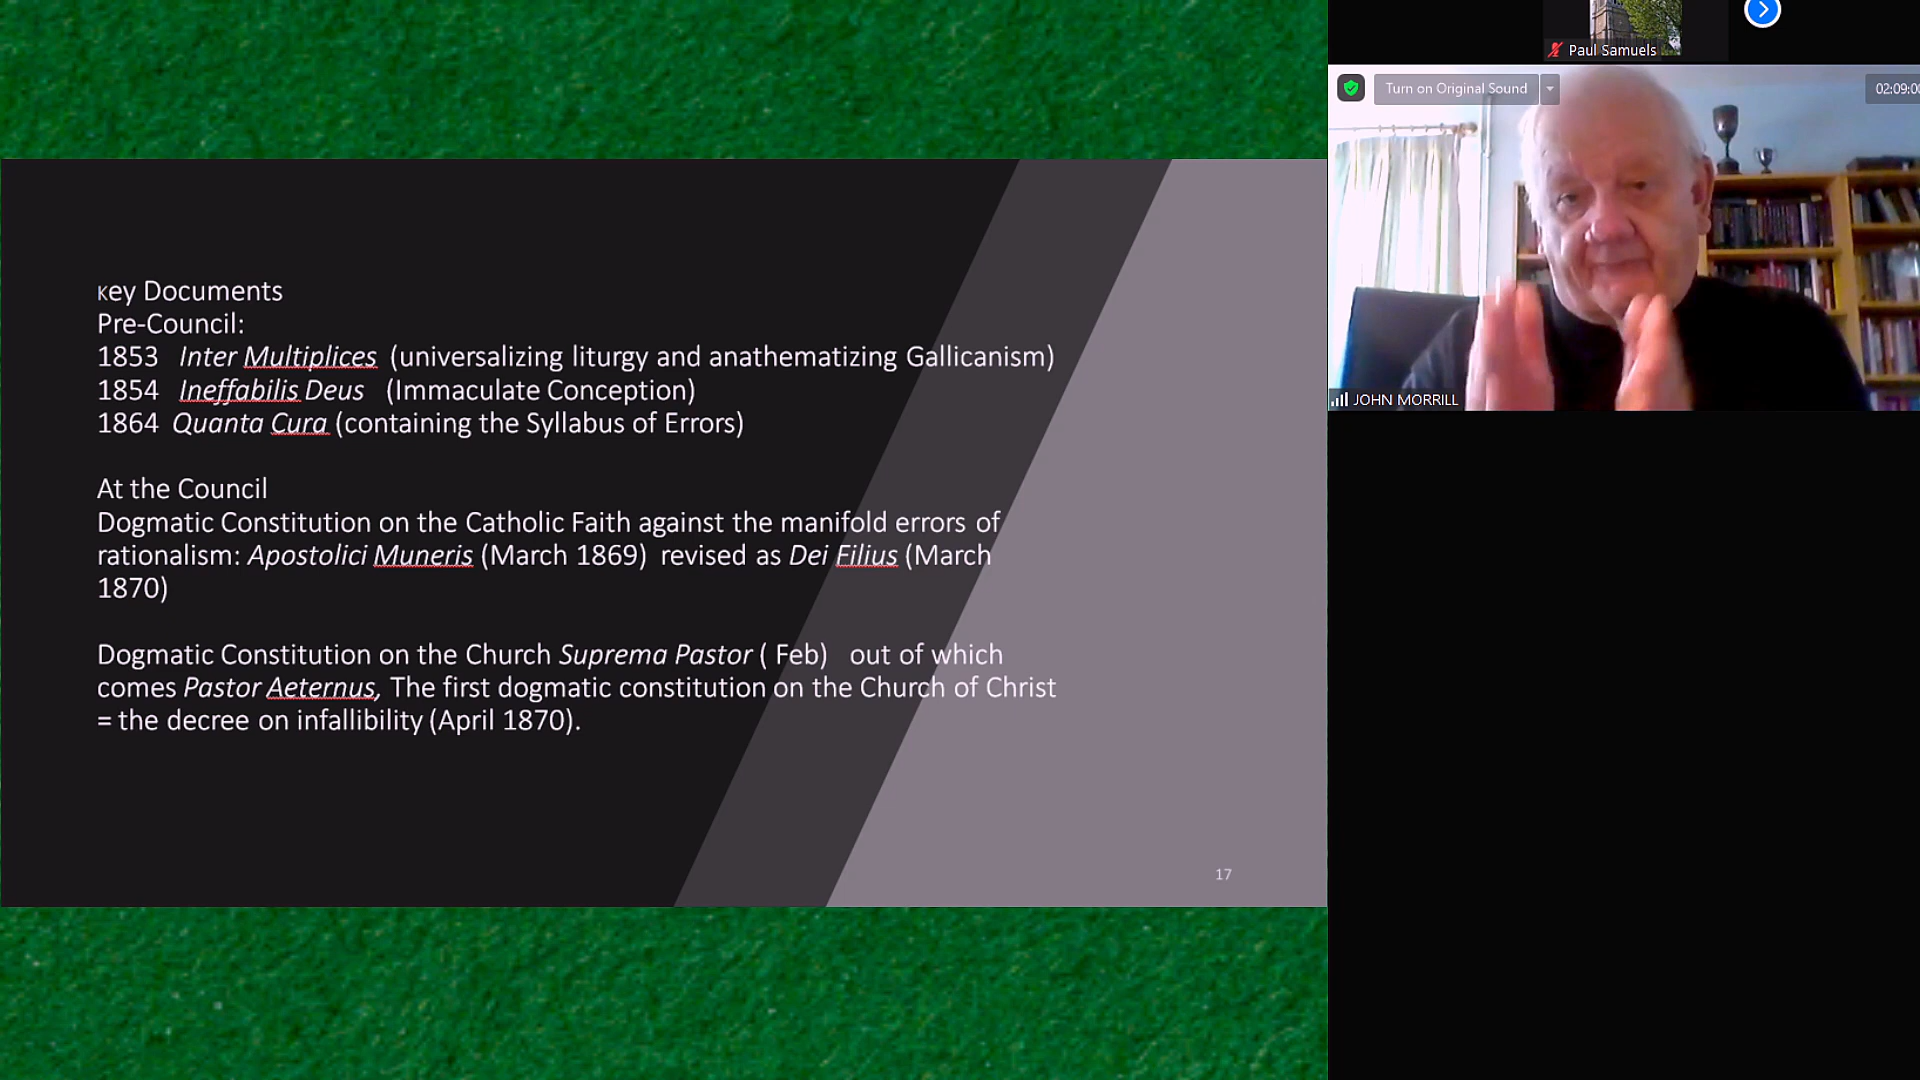 Key Documents
Pre-Council:
1853 Inter Multiplices (universalizing liturgy and anathematizing Gallicanism)
1854 Ineffabilis Deus (Immaculate Conception)
1864 Quanta Cura (containing the Syllabus of Errors)
At the Council
Dogmatic Constitution on the Catholic Faith against the manifold errors of
rationalism: Apostolici Muneris (March 1869) revised as Dei Filius (March
1870)
Dogmatic Constitution on the Church Suprema Pastor ( Feb) out of which
comes Pastor Aeternus, The first dogmatic constitution on the Church of Christ
= the decree on infallibility (April 1870).
17
Paul Samuels
Turn on Original Sound
02:09:00
JOHN MORRILL